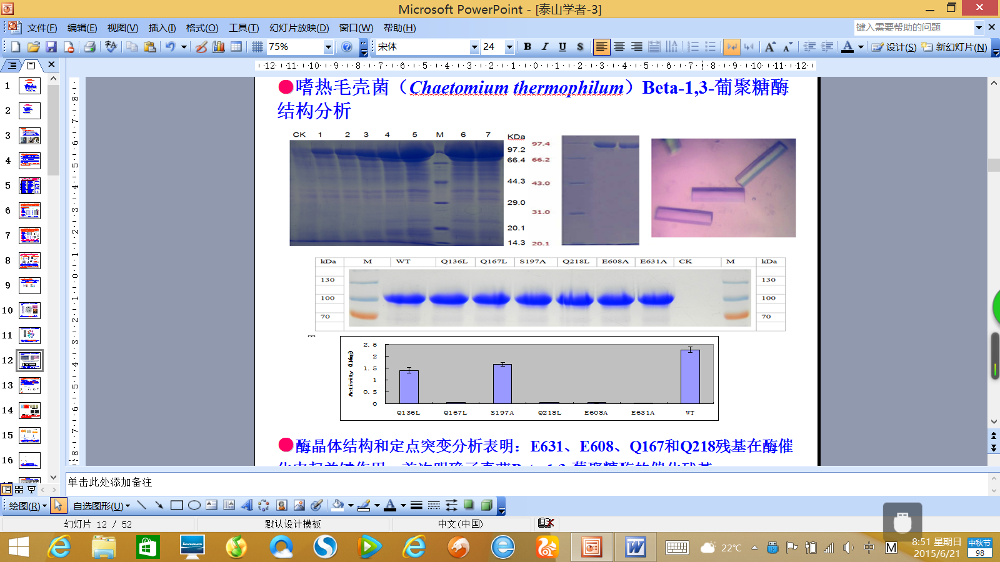 Microsoft PowerPoint - [泰山学者-3]
文件(F) 编辑(E) 视图(V) 插入(I) 格式(O) 工具(T) 幻灯片放映(D) 窗口(W) 帮助(H) 键入需要帮助的问题
75% 宋体 24 B I U S A A A 设计(S) 新幻灯片(N)
·12·11·10·9·8·7·6·5·4·3·2·1·0·1·2·3·4·5·6·7·8·9·10·11·12·
1
2
3
4
5
6
7
8
9
10
11
12
13
14
15
16
嗜热毛壳菌（Chaetomium thermophilum）Beta-1,3-葡聚糖酶
结构分析
CK 1 2 3 4 5 M 6 7 KDa
97.2
66.4
44.3
29.0
20.1
14.3
97.4
66.2
43.0
31.0
20.1
kDa M WT Q136L Q167L S197A Q218L E608A E631A CK M kDa
130 130
100 100
70 70
Activity (U/mg)
2.5
2
1.5
1
0.5
0
Q136L Q167L S197A Q218L E608A E631A WT
酶晶体结构和定点突变分析表明：E631、E608、Q167和Q218残基在酶催
单击此处添加备注
绘图(R) 自选图形(U)
幻灯片 12 / 52 默认设计模板 中文(中国)
lenovo
22℃ 中 M 8:51 星期日
2015/6/21
中秋节
98